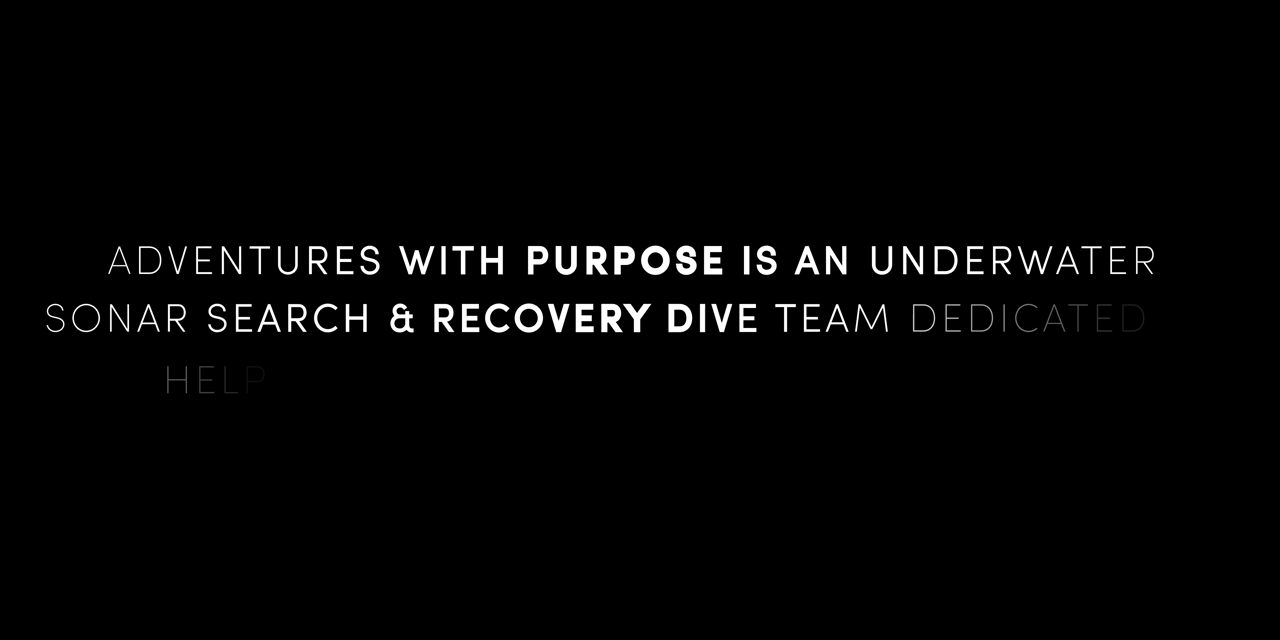 ADVENTURES WITH PURPOSE IS AN UNDERWATER
SONAR SEARCH & RECOVERY DIVE TEAM DEDICATED
HELP